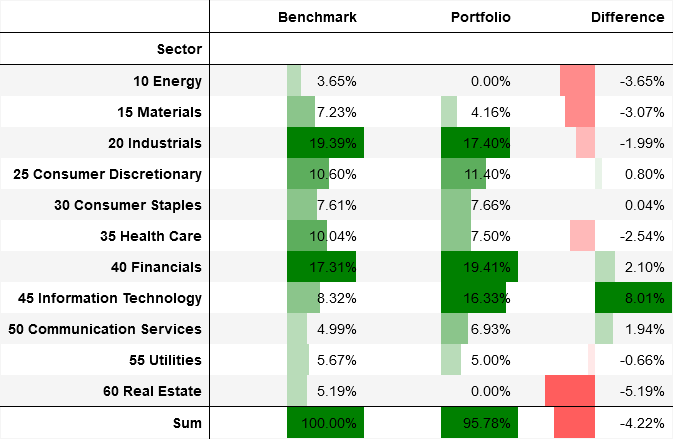 Benchmark Portfolio Difference
Sector
10 Energy 3.65% 0.00% -3.65%
15 Materials 7.23% 4.16% -3.07%
20 Industrials 19.39% 17.40% -1.99%
25 Consumer Discretionary 10.60% 11.40% 0.80%
30 Consumer Staples 7.61% 7.66% 0.04%
35 Health Care 10.04% 7.50% -2.54%
40 Financials 17.31% 19.41% 2.10%
45 Information Technology 8.32% 16.33% 8.01%
50 Communication Services 4.99% 6.93% 1.94%
55 Utilities 5.67% 5.00% -0.66%
60 Real Estate 5.19% 0.00% -5.19%
Sum 100.00% 95.78% -4.22%